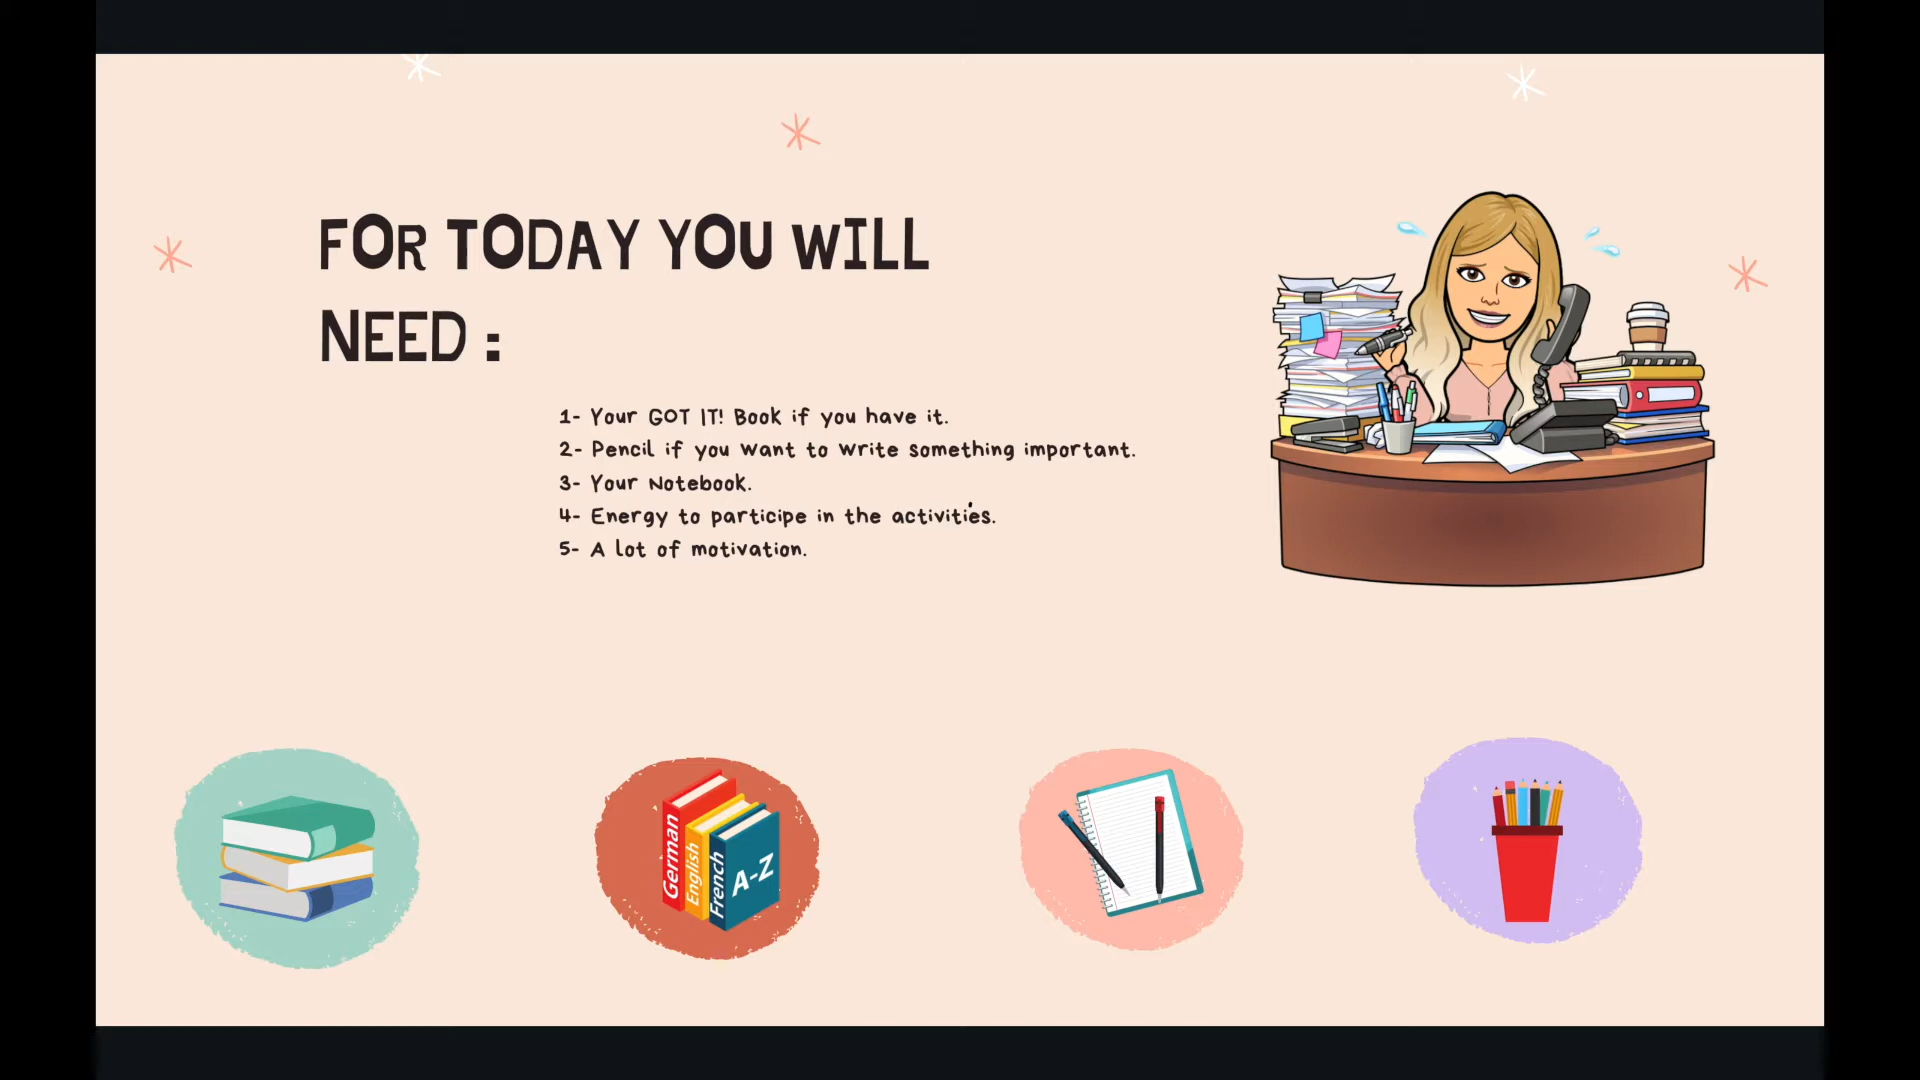 FOR TODAY YOU WILL
NEED :
1- Your GOT IT! Book if you have it.
2- Pencil if you want to write something important.
3- Your Notebook.
4- Energy to participe in the activities.
5- A lot of motivation.
German
English
French
A-Z